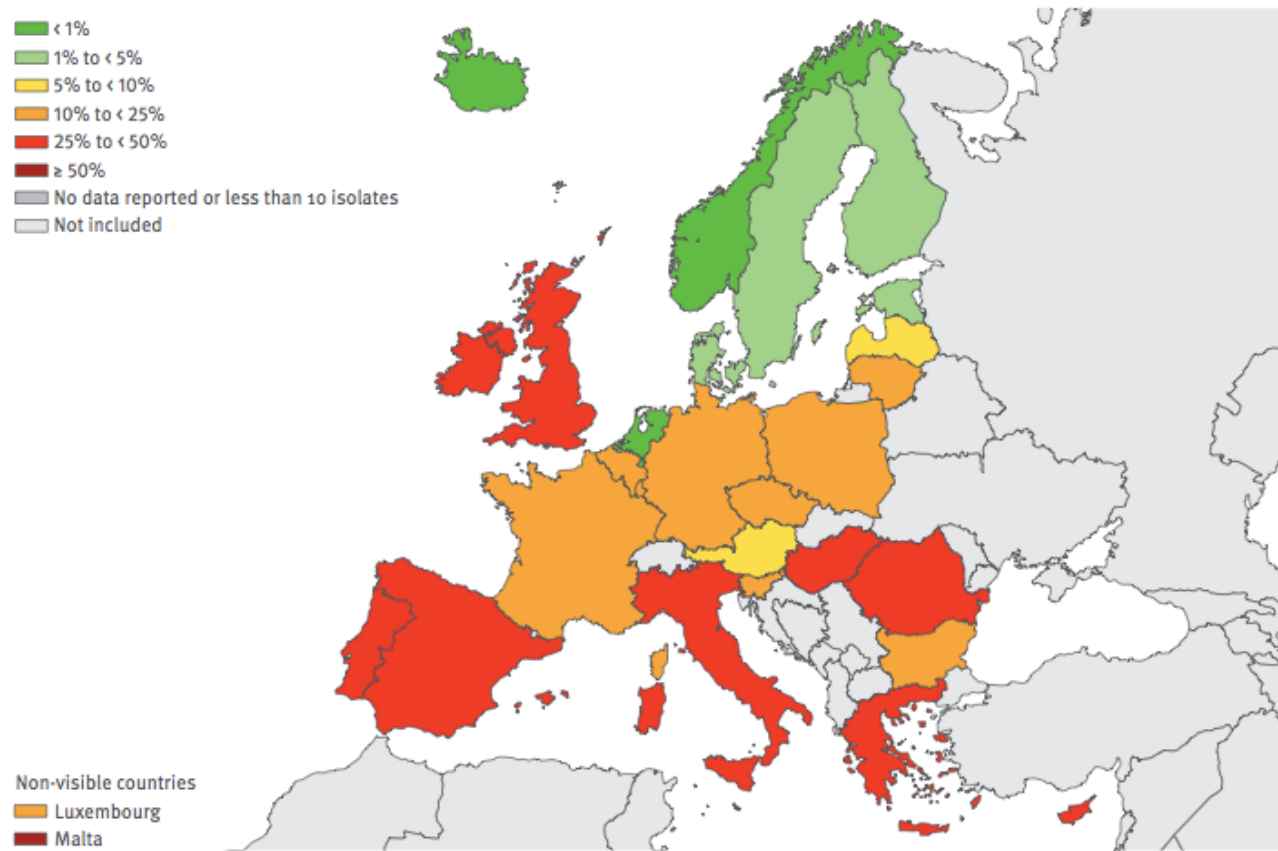 < 1%
1% to < 5%
5% to < 10%
10% to < 25%
25% to < 50%
≥ 50%
No data reported or less than 10 isolates
Not included
Non-visible countries
Luxembourg
Malta